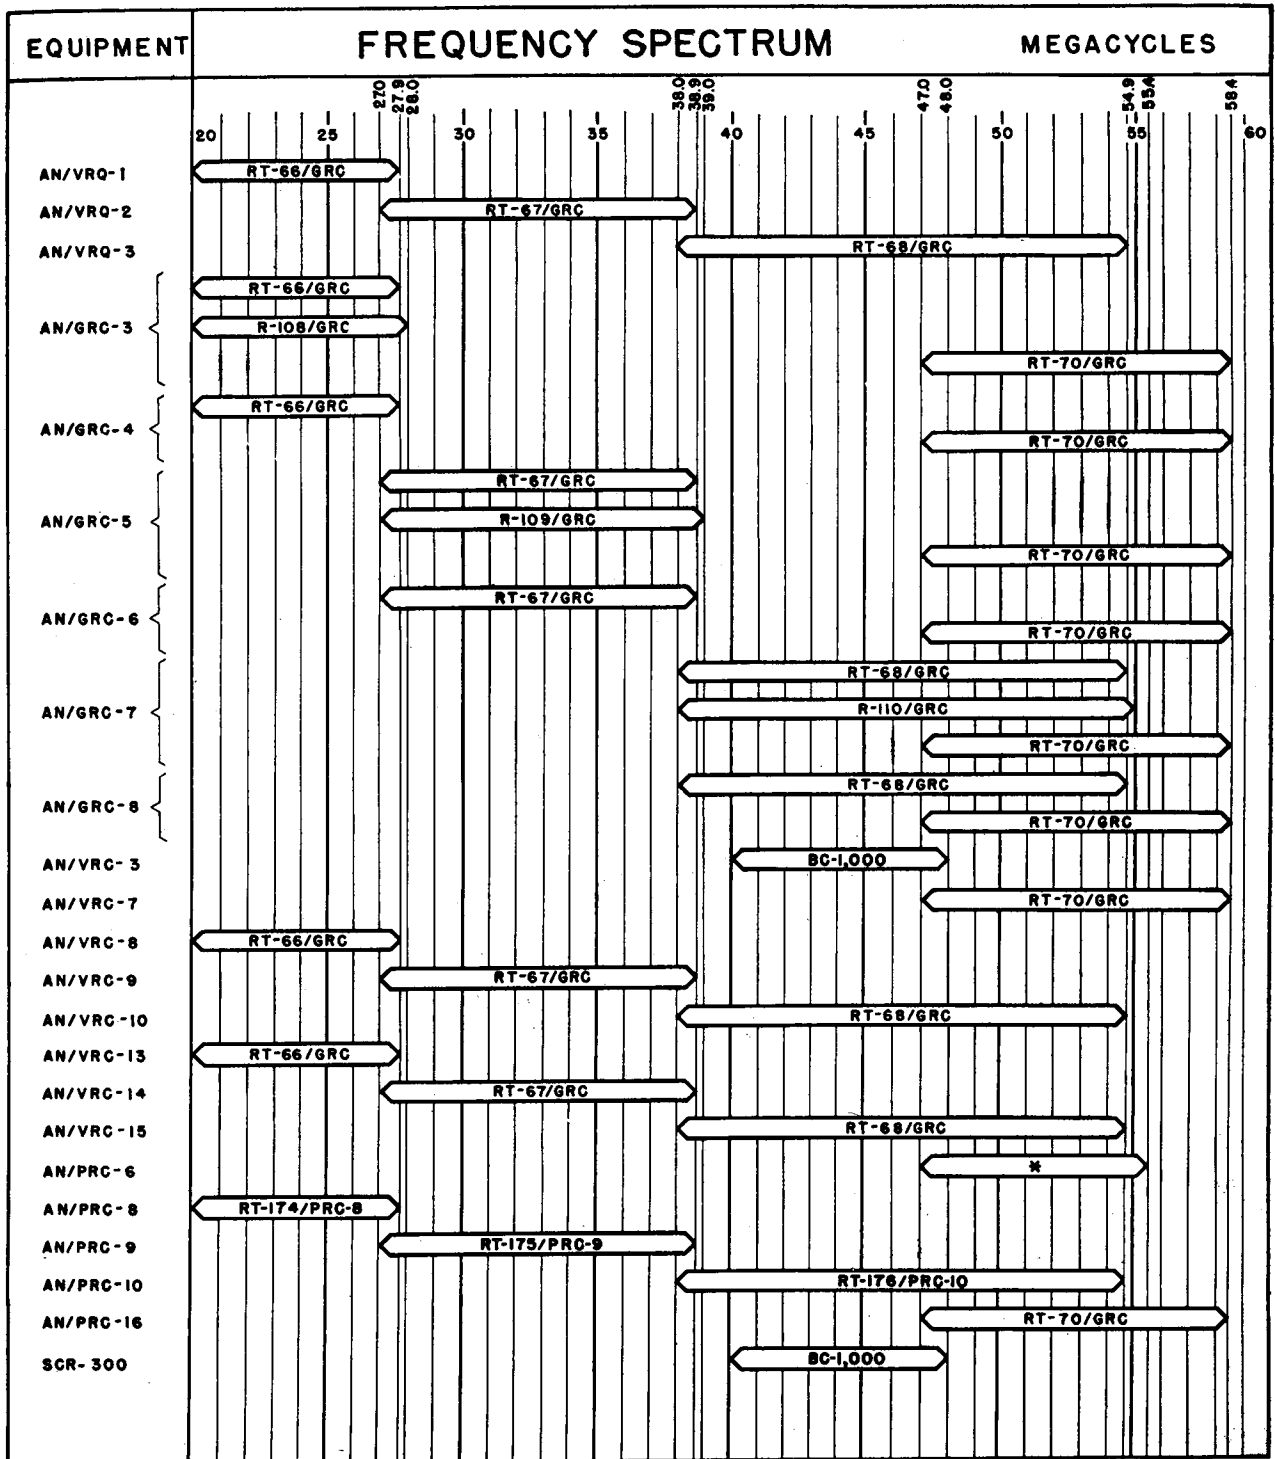 EQUIPMENT FREQUENCY SPECTRUM MEGACYCLES
27.0 27.9 28.0 38.0 38.9 39.0 47.0 48.0 54.9 55.4 58.4
20 25 30 35 40 45 50 55 60
AN/VRQ-1 RT-66/GRC
AN/VRQ-2 RT-67/GRC
AN/VRQ-3 RT-68/GRC
RT-66/GRC
AN/GRC-3 R-108/GRC
RT-70/GRC
RT-66/GRC
AN/GRC-4
RT-70/GRC
RT-67/GRC
AN/GRC-5 R-109/GRC
RT-70/GRC
RT-67/GRC
AN/GRC-6
RT-70/GRC
RT-68/GRC
AN/GRC-7 R-110/GRC
RT-70/GRC
RT-68/GRC
AN/GRC-8
RT-70/GRC
AN/VRC-3 BC-1,000
AN/VRC-7 RT-70/GRC
AN/VRC-8 RT-66/GRC
AN/VRC-9 RT-67/GRC
AN/VRC-10 RT-68/GRC
AN/VRC-13 RT-66/GRC
AN/VRC-14 RT-67/GRC
AN/VRC-15 RT-68/GRC
AN/PRC-6 *
AN/PRC-8 RT-174/PRC-8
AN/PRC-9 RT-175/PRC-9
AN/PRC-10 RT-176/PRC-10
AN/PRC-16 RT-70/GRC
SCR-300 BC-1,000